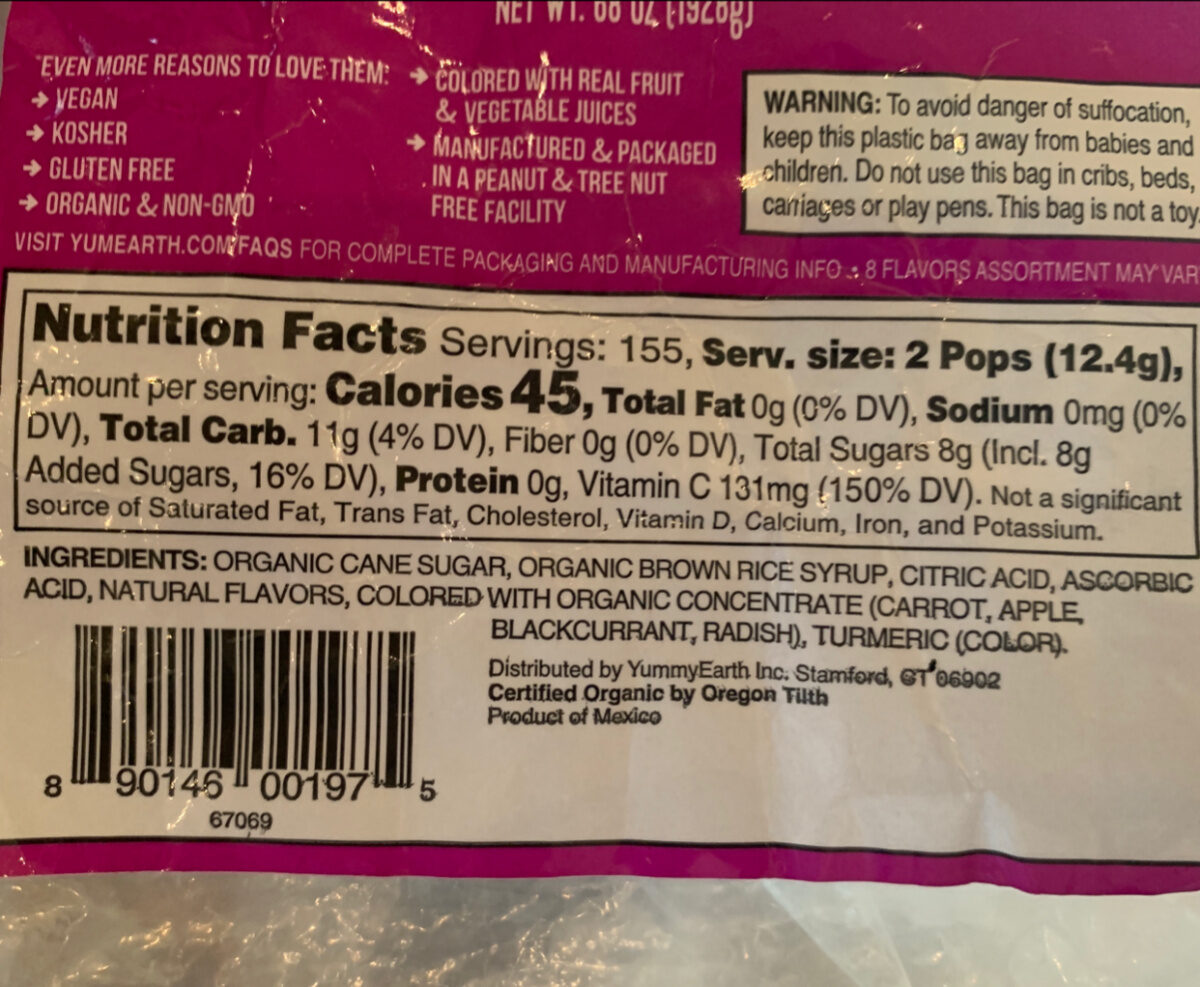 NET WT. 68 OZ (1928g)
*EVEN MORE REASONS TO LOVE THEM:
→ VEGAN
→ KOSHER
→ GLUTEN FREE
→ ORGANIC & NON-GMO
→ COLORED WITH REAL FRUIT
& VEGETABLE JUICES
→ MANUFACTURED & PACKAGED
IN A PEANUT & TREE NUT
FREE FACILITY
WARNING: To avoid danger of suffocation,
keep this plastic bag away from babies and
children. Do not use this bag in cribs, beds,
carriages or play pens. This bag is not a toy.
VISIT YUMEARTH.COM/FAQS FOR COMPLETE PACKAGING AND MANUFACTURING INFO 8 FLAVORS ASSORTMENT MAY VAR
Nutrition Facts Servings: 155, Serv. size: 2 Pops (12.4g),
Amount per serving: Calories 45, Total Fat 0g (0% DV), Sodium 0mg (0%
DV), Total Carb. 11g (4% DV), Fiber 0g (0% DV), Total Sugars 8g (Incl. 8g
Added Sugars, 16% DV), Protein 0g, Vitamin C 131mg (150% DV). Not a significant
source of Saturated Fat, Trans Fat, Cholesterol, Vitamin D, Calcium, Iron, and Potassium.
INGREDIENTS: ORGANIC CANE SUGAR, ORGANIC BROWN RICE SYRUP, CITRIC ACID, ASCORBIC
ACID, NATURAL FLAVORS, COLORED WITH ORGANIC CONCENTRATE (CARROT, APPLE,
BLACKCURRANT, RADISH), TURMERIC (COLOR).
Distributed by YummyEarth Inc. Stamford, CT 06902
Certified Organic by Oregon Tilth
Product of Mexico
8 90146 00197 5
67069